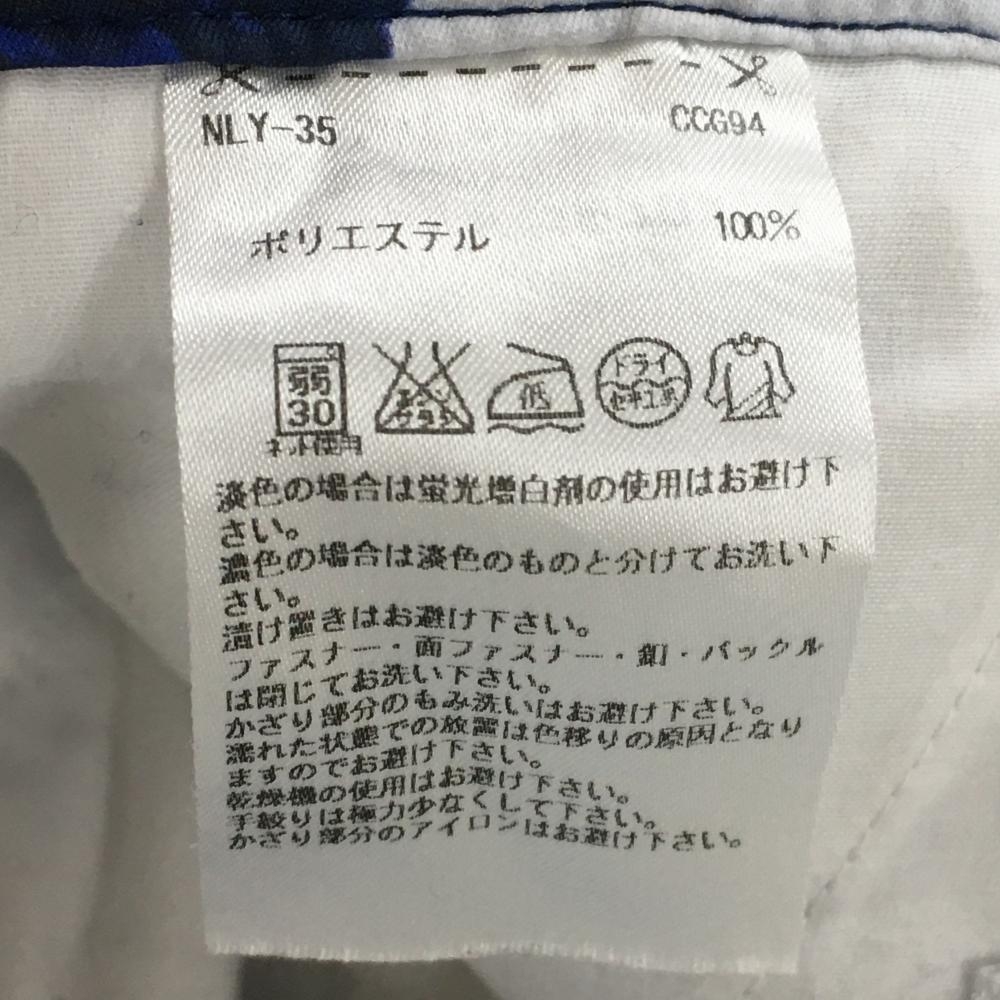 NLY-35 CCG94
ポリエステル 100%
弱
30
ネット使用
エンソ
サラシ
低
ドライ
セキユ系
淡色の場合は蛍光増白剤の使用はお避け下
さい。
濃色の場合は淡色のものと分けてお洗い下
さい。
漬け置きはお避け下さい。
ファスナー・面ファスナー・釦・バックル
は閉じてお洗い下さい。
かざり部分のもみ洗いはお避け下さい。
濡れた状態での放置は色移りの原因となり
ますのでお避け下さい。
乾燥機の使用はお避け下さい。
手絞りは極力少なくして下さい。
かざり部分のアイロンはお避け下さい。